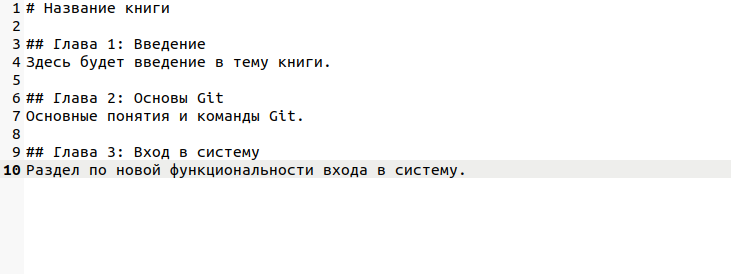 1 # Название книги
2
3 ## Глава 1: Введение
4 Здесь будет введение в тему книги.
5
6 ## Глава 2: Основы Git
7 Основные понятия и команды Git.
8
9 ## Глава 3: Вход в систему
10 Раздел по новой функциональности входа в систему.